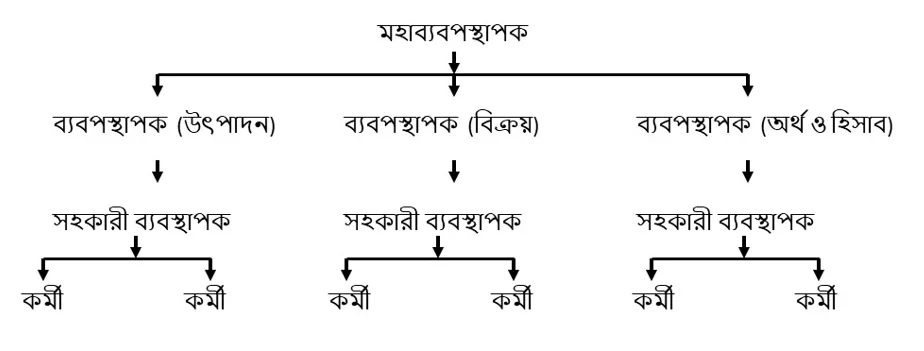 মহাব্যবপস্থাপক
ব্যবপস্থাপক (উৎপাদন) ব্যবপস্থাপক (বিক্রয়) ব্যবপস্থাপক (অর্থ ও হিসাব)
সহকারী ব্যবস্থাপক সহকারী ব্যবস্থাপক সহকারী ব্যবস্থাপক
কর্মী কর্মী কর্মী কর্মী কর্মী কর্মী